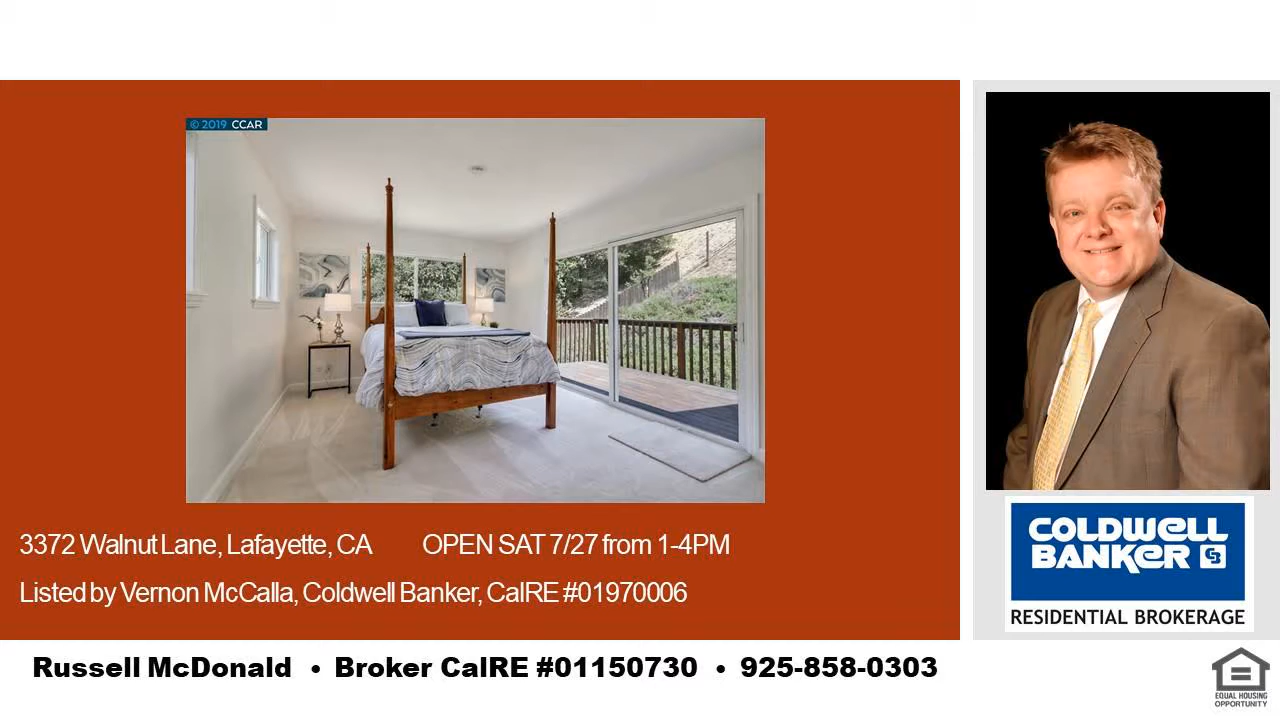 © 2019 CCAR
3372 Walnut Lane, Lafayette, CA OPEN SAT 7/27 from 1-4PM
Listed by Vernon McCalla, Coldwell Banker, CalRE #01970006
COLDWELL
BANKER CB
RESIDENTIAL BROKERAGE
Russell McDonald • Broker CalRE #01150730 • 925-858-0303
EQUAL HOUSING
OPPORTUNITY